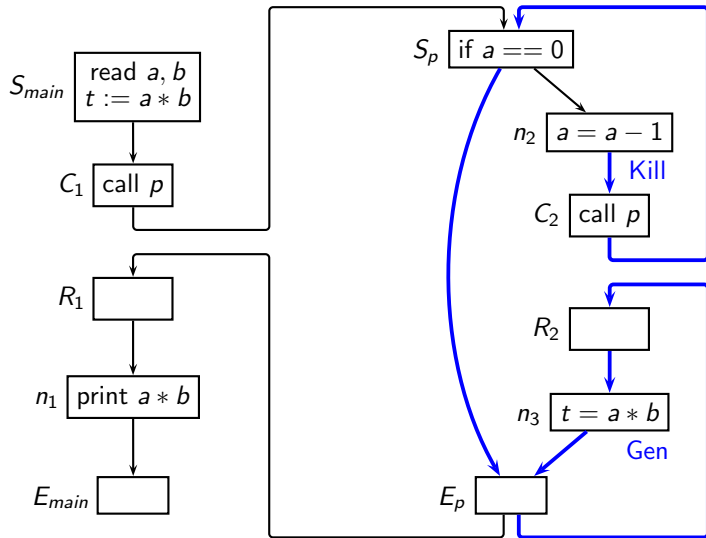 S_main
read a, b
t := a ∗ b
C_1
call p
R_1
n_1
print a ∗ b
E_main
S_p
if a == 0
n_2
a = a − 1
Kill
C_2
call p
R_2
n_3
t = a ∗ b
Gen
E_p